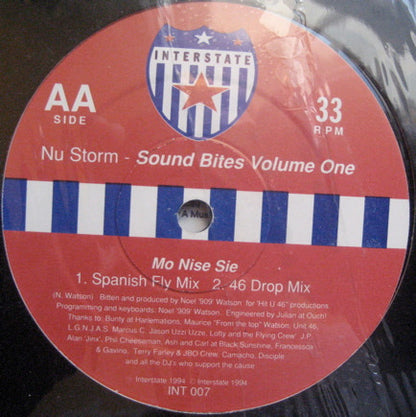 INTERSTATE
AA
SIDE
33
RPM
Nu Storm - Sound Bites Volume One
A Mus
Mo Nise Sie
1. Spanish Fly Mix 2. 46 Drop Mix
(N. Watson) Bitten and produced by Noel '909' Watson for "Hit U 46" productions
Programming and keyboards: Noel '909' Watson. Engineered by Julian at Ouch!
Thanks to: Bunty at Harlemations, Maurice "From the top" Watson, Unit 46,
L.G.N.J.A.S. Marcus C. Jason Uzzi Uzze, Lofty and the Flying Crew' J.P.
Alan 'Jinx', Phil Cheeseman, Ash and Carl at Black Sunshine, Francessox
& Gavino. Terry Farley & JBO Crew, Camacho, Disciple
and all the DJ's who support the cause
Interstate 1994 © Interstate 1994
INT 007